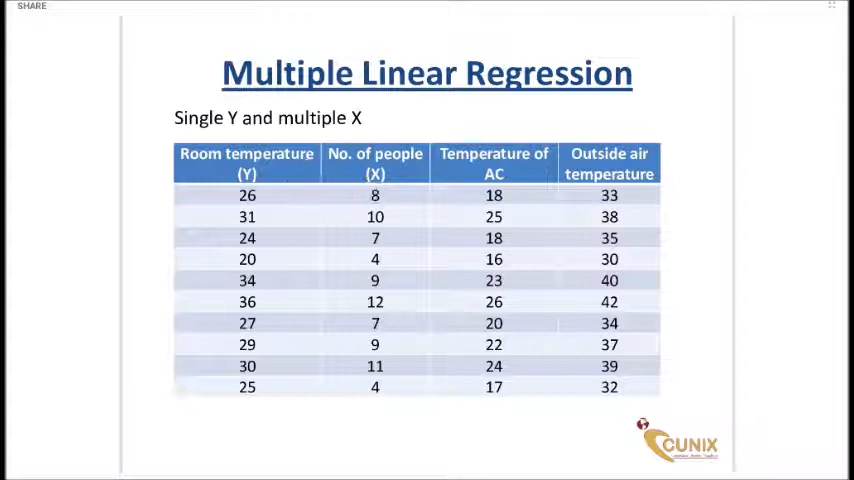 SHARE
Multiple Linear Regression
Single Y and multiple X
Room temperature (Y) No. of people (X) Temperature of AC Outside air temperature
26 8 18 33
31 10 25 38
24 7 18 35
20 4 16 30
34 9 23 40
36 12 26 42
27 7 20 34
29 9 22 37
30 11 24 39
25 4 17 32
CUNIX